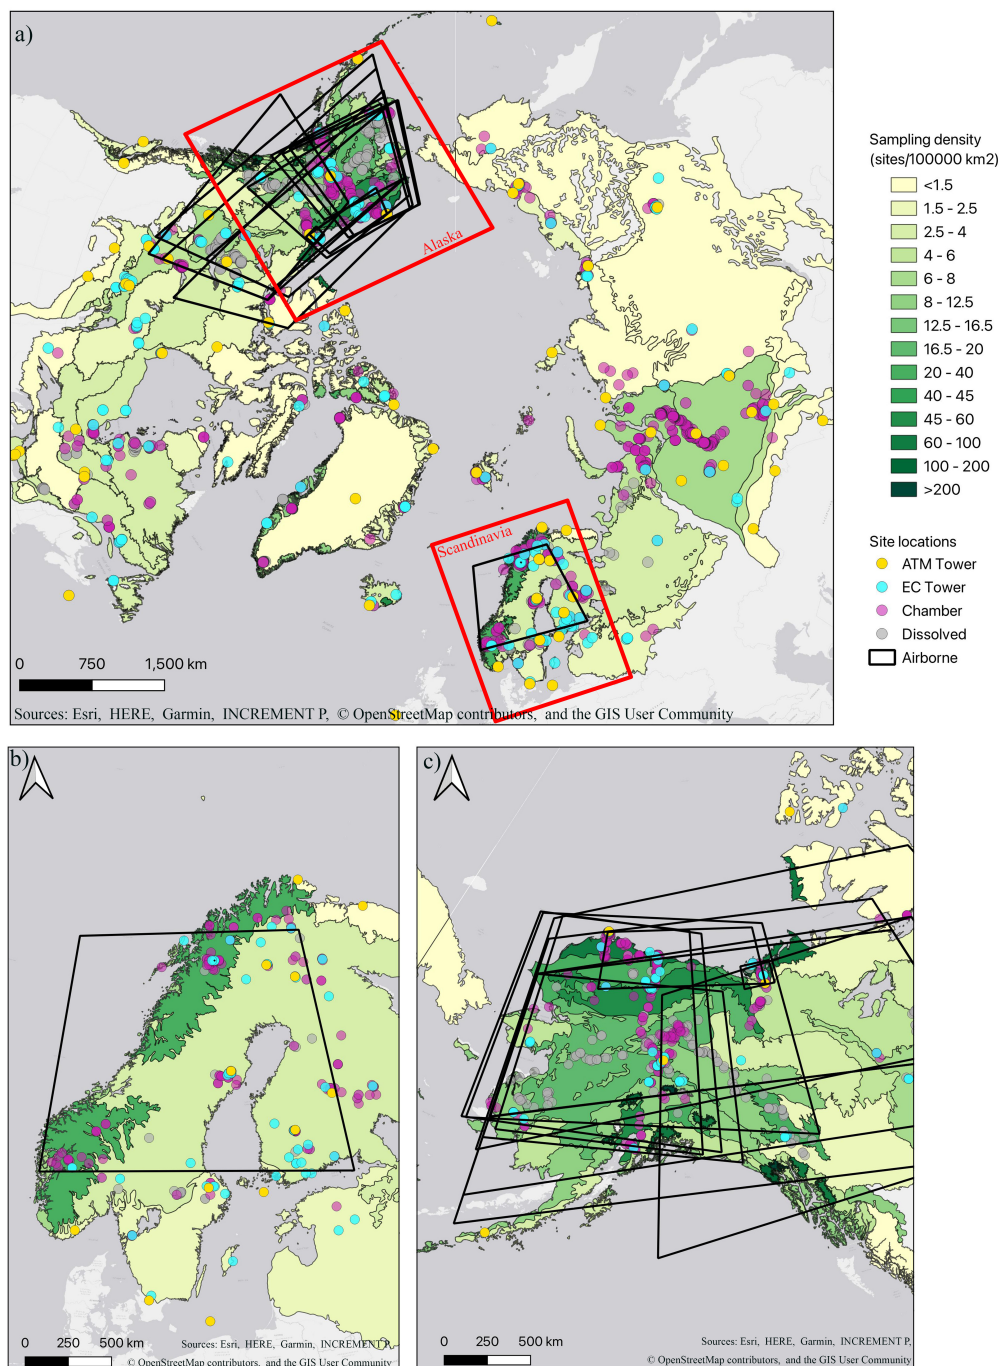 a)
Alaska
Scandinavia
0 750 1,500 km
Sources: Esri, HERE, Garmin, INCREMENT P, © OpenStreetMap contributors, and the GIS User Community
Sampling density
(sites/100000 km2)
<1.5
1.5 - 2.5
2.5 - 4
4 - 6
6 - 8
8 - 12.5
12.5 - 16.5
16.5 - 20
20 - 40
40 - 45
45 - 60
60 - 100
100 - 200
>200
Site locations
ATM Tower
EC Tower
Chamber
Dissolved
Airborne
b)
0 250 500 km
Sources: Esri, HERE, Garmin, INCREMENT P,
© OpenStreetMap contributors, and the GIS User Community
c)
0 250 500 km
Sources: Esri, HERE, Garmin, INCREMENT P,
© OpenStreetMap contributors, and the GIS User Community